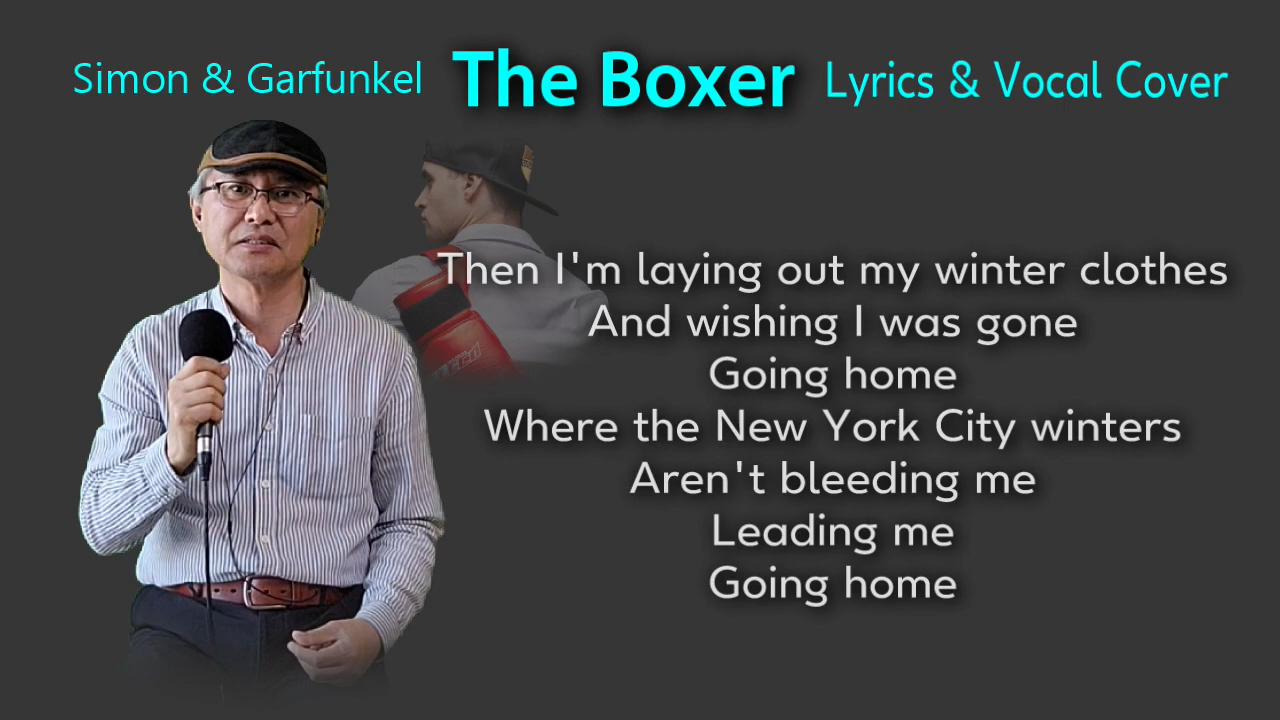 Simon & Garfunkel The Boxer Lyrics & Vocal Cover
Then I'm laying out my winter clothes
And wishing I was gone
Going home
Where the New York City winters
Aren't bleeding me
Leading me
Going home